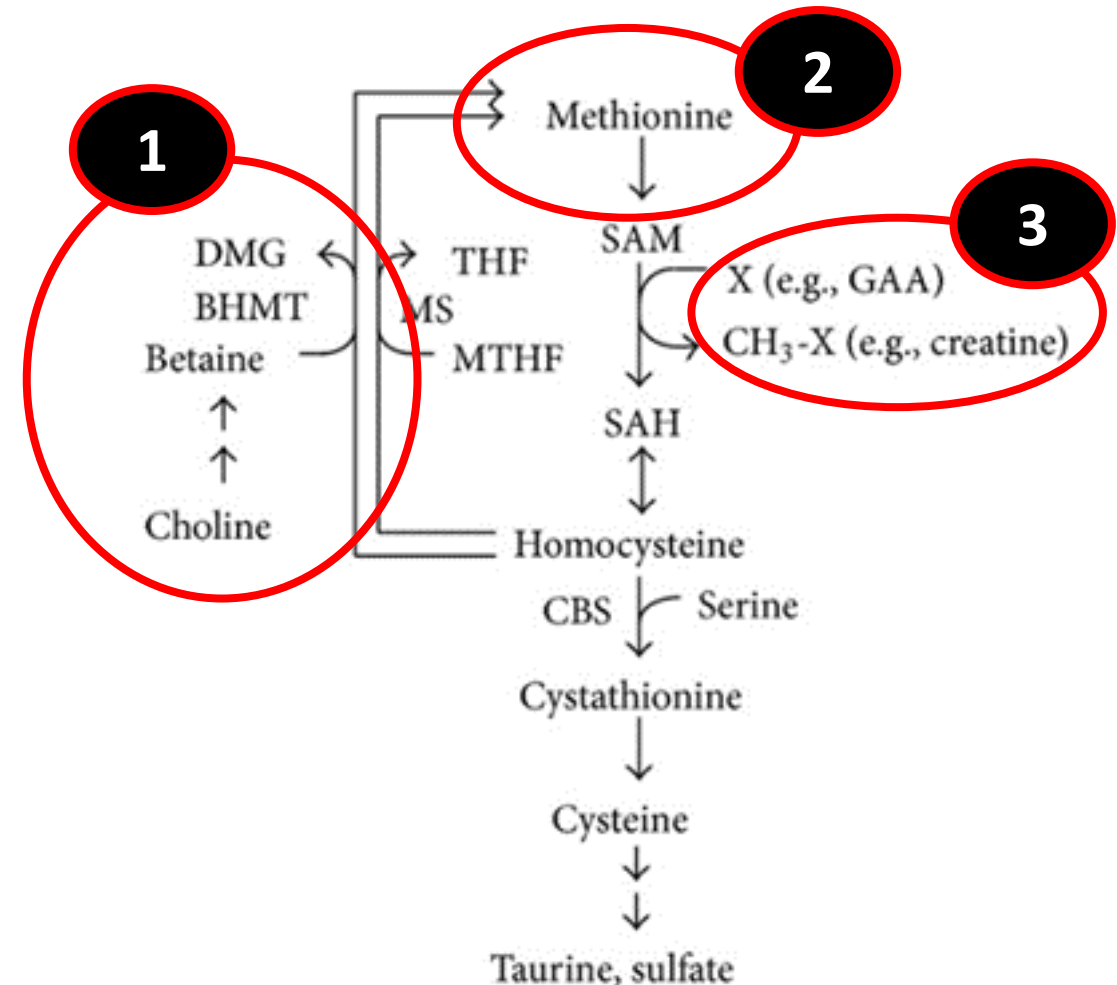 2
1
Methionine
3
DMG
THF
SAM
X (e.g., GAA)
BHMT
MS
Betaine
MTHF
CH₃-X (e.g., creatine)
SAH
Choline
Homocysteine
CBS
Serine
Cystathionine
Cysteine
Taurine, sulfate